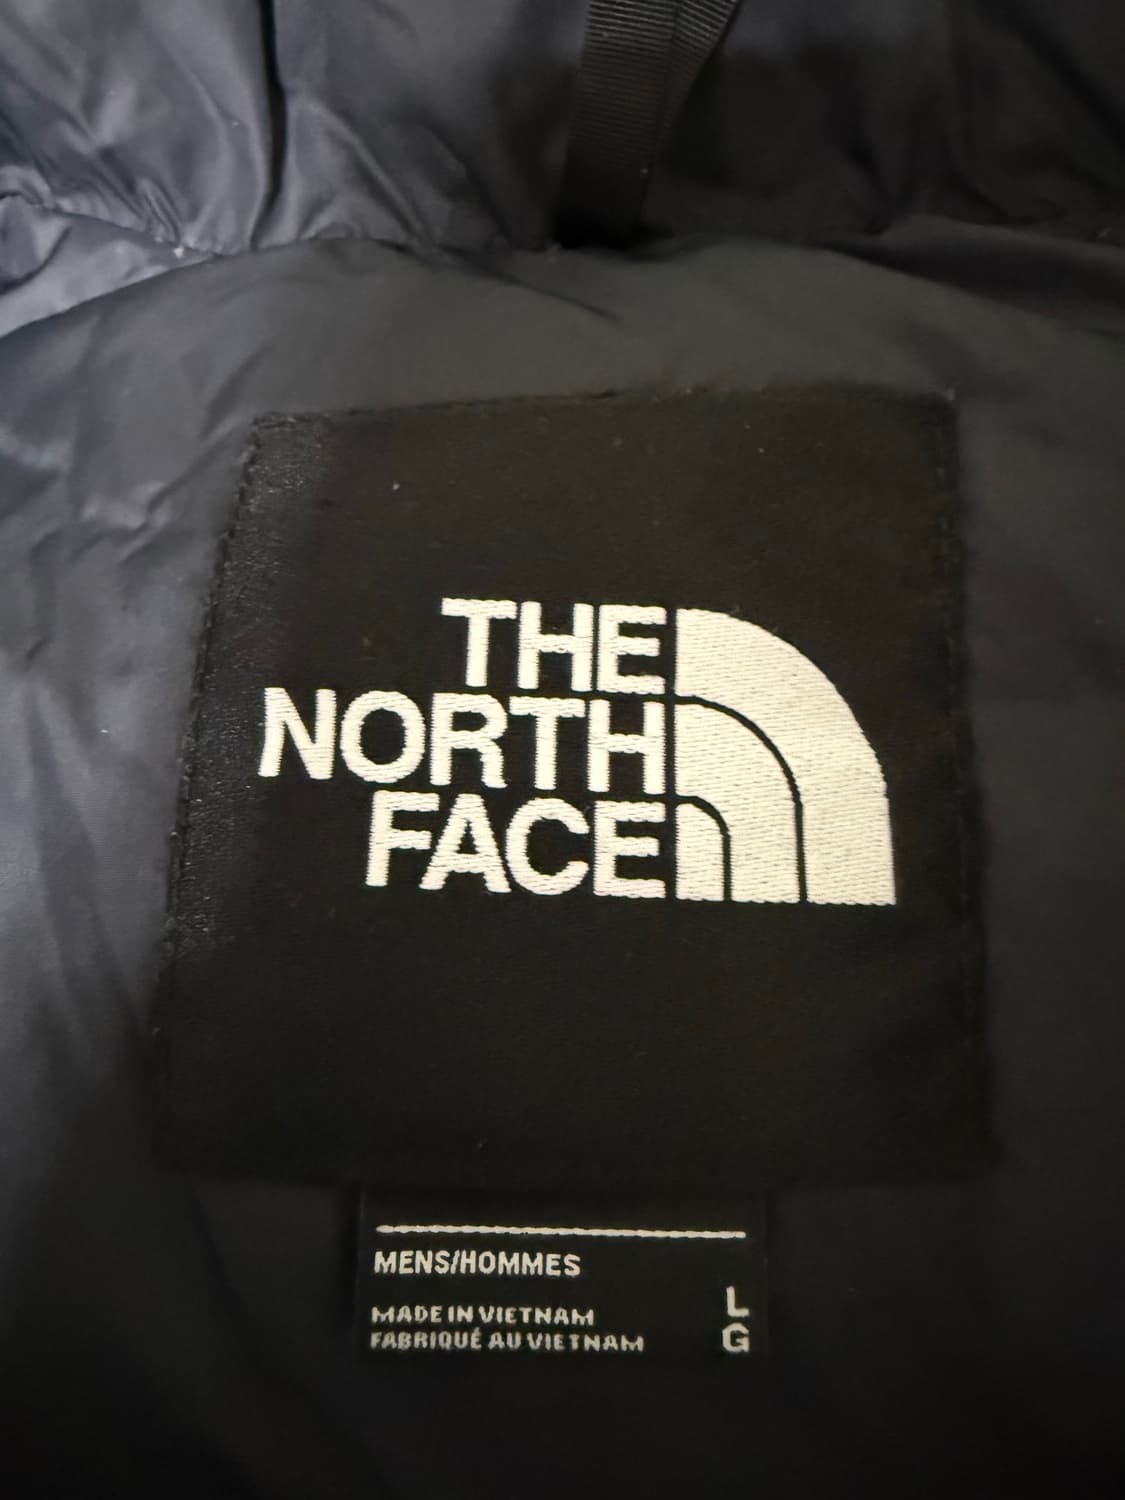 THE
NORTH
FACE
MENS/HOMMES
MADE IN VIETNAM
FABRIQUÉ AU VIETNAM
L
G